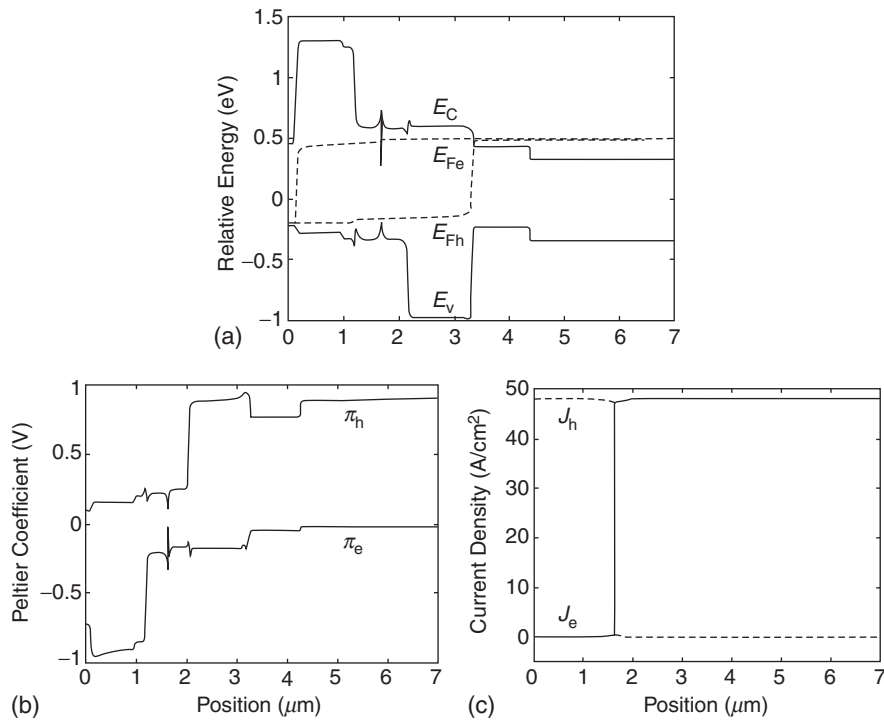 1.5
1
0.5
0
−0.5
−1
Relative Energy (eV)
E_C
E_Fe
E_Fh
E_v
0 1 2 3 4 5 6 7
(a)
1
0.5
0
−0.5
−1
Peltier Coefficient (V)
π_h
π_e
0 1 2 3 4 5 6 7
Position (μm)
(b)
50
40
30
20
10
0
Current Density (A/cm²)
J_h
J_e
0 1 2 3 4 5 6 7
Position (μm)
(c)